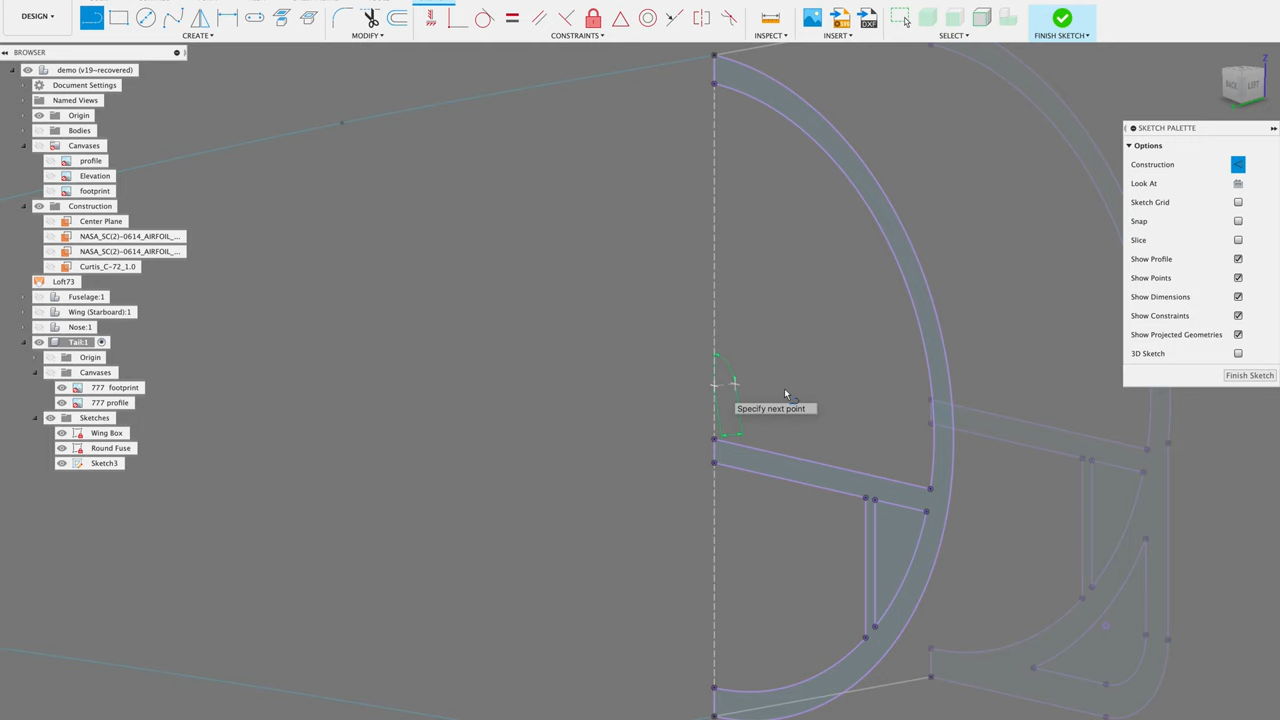 DESIGN
CREATE
MODIFY
CONSTRAINTS
INSPECT
INSERT
SELECT
FINISH SKETCH
BROWSER
demo (v19~recovered)
Document Settings
Named Views
Origin
Bodies
Canvases
profile
Elevation
footprint
Construction
Center Plane
NASA_SC(2)-0614_AIRFOIL_...
NASA_SC(2)-0614_AIRFOIL_...
Curtis_C-72_1.0
Loft73
Fuselage:1
Wing (Starboard):1
Nose:1
Tail:1
Origin
Canvases
777 footprint
777 profile
Sketches
Wing Box
Round Fuse
Sketch3
Specify next point
Z
BACK
LEFT
SKETCH PALETTE
Options
Construction
Look At
Sketch Grid
Snap
Slice
Show Profile
Show Points
Show Dimensions
Show Constraints
Show Projected Geometries
3D Sketch
Finish Sketch